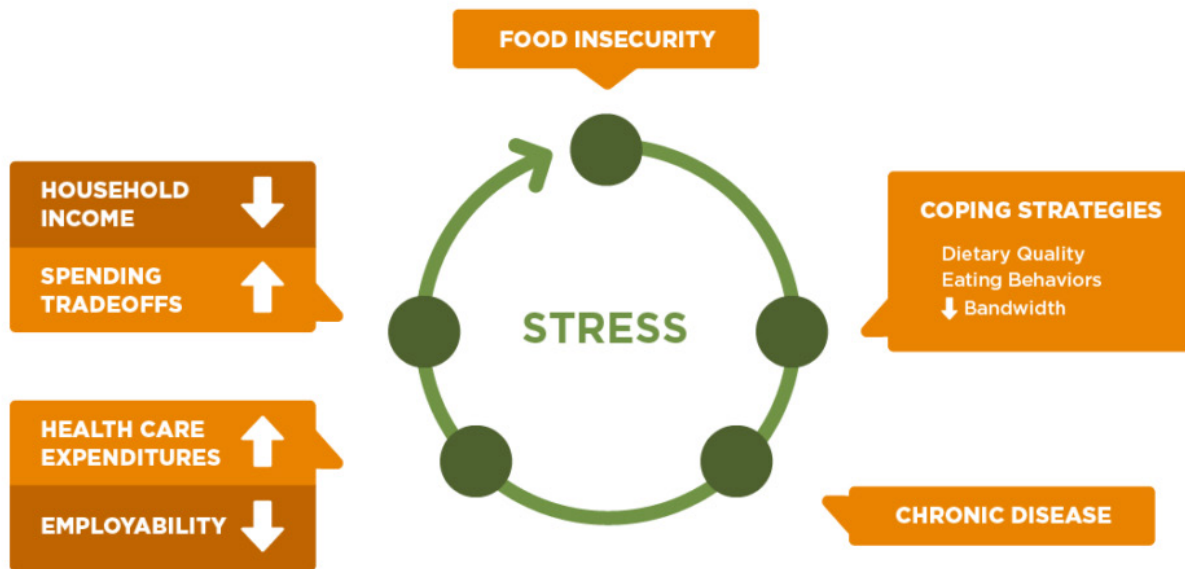 FOOD INSECURITY
HOUSEHOLD
INCOME
SPENDING
TRADEOFFS
COPING STRATEGIES
Dietary Quality
Eating Behaviors
Bandwidth
STRESS
HEALTH CARE
EXPENDITURES
EMPLOYABILITY
CHRONIC DISEASE